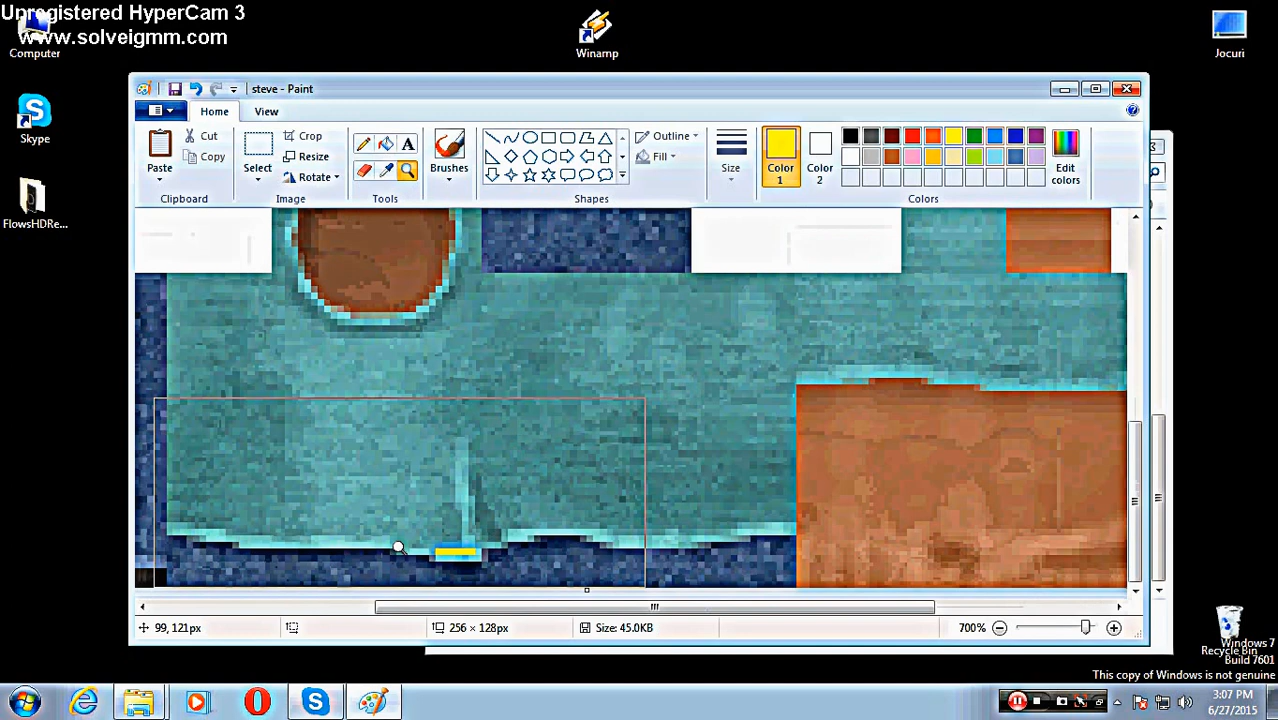 Unregistered HyperCam 3
www.solveigmm.com
Computer
Winamp
Jocuri
Skype
FlowsHDRe...
steve - Paint
Home
View
Paste
Cut
Copy
Clipboard
Select
Crop
Resize
Rotate
Image
A
Tools
Brushes
Outline
Fill
Shapes
Size
Color 1
Color 2
Edit colors
Colors
99, 121px
256 × 128px
Size: 45.0KB
700%
Recycle Bin
Windows 7
Build 7601
This copy of Windows is not genuine
3:07 PM
6/27/2015